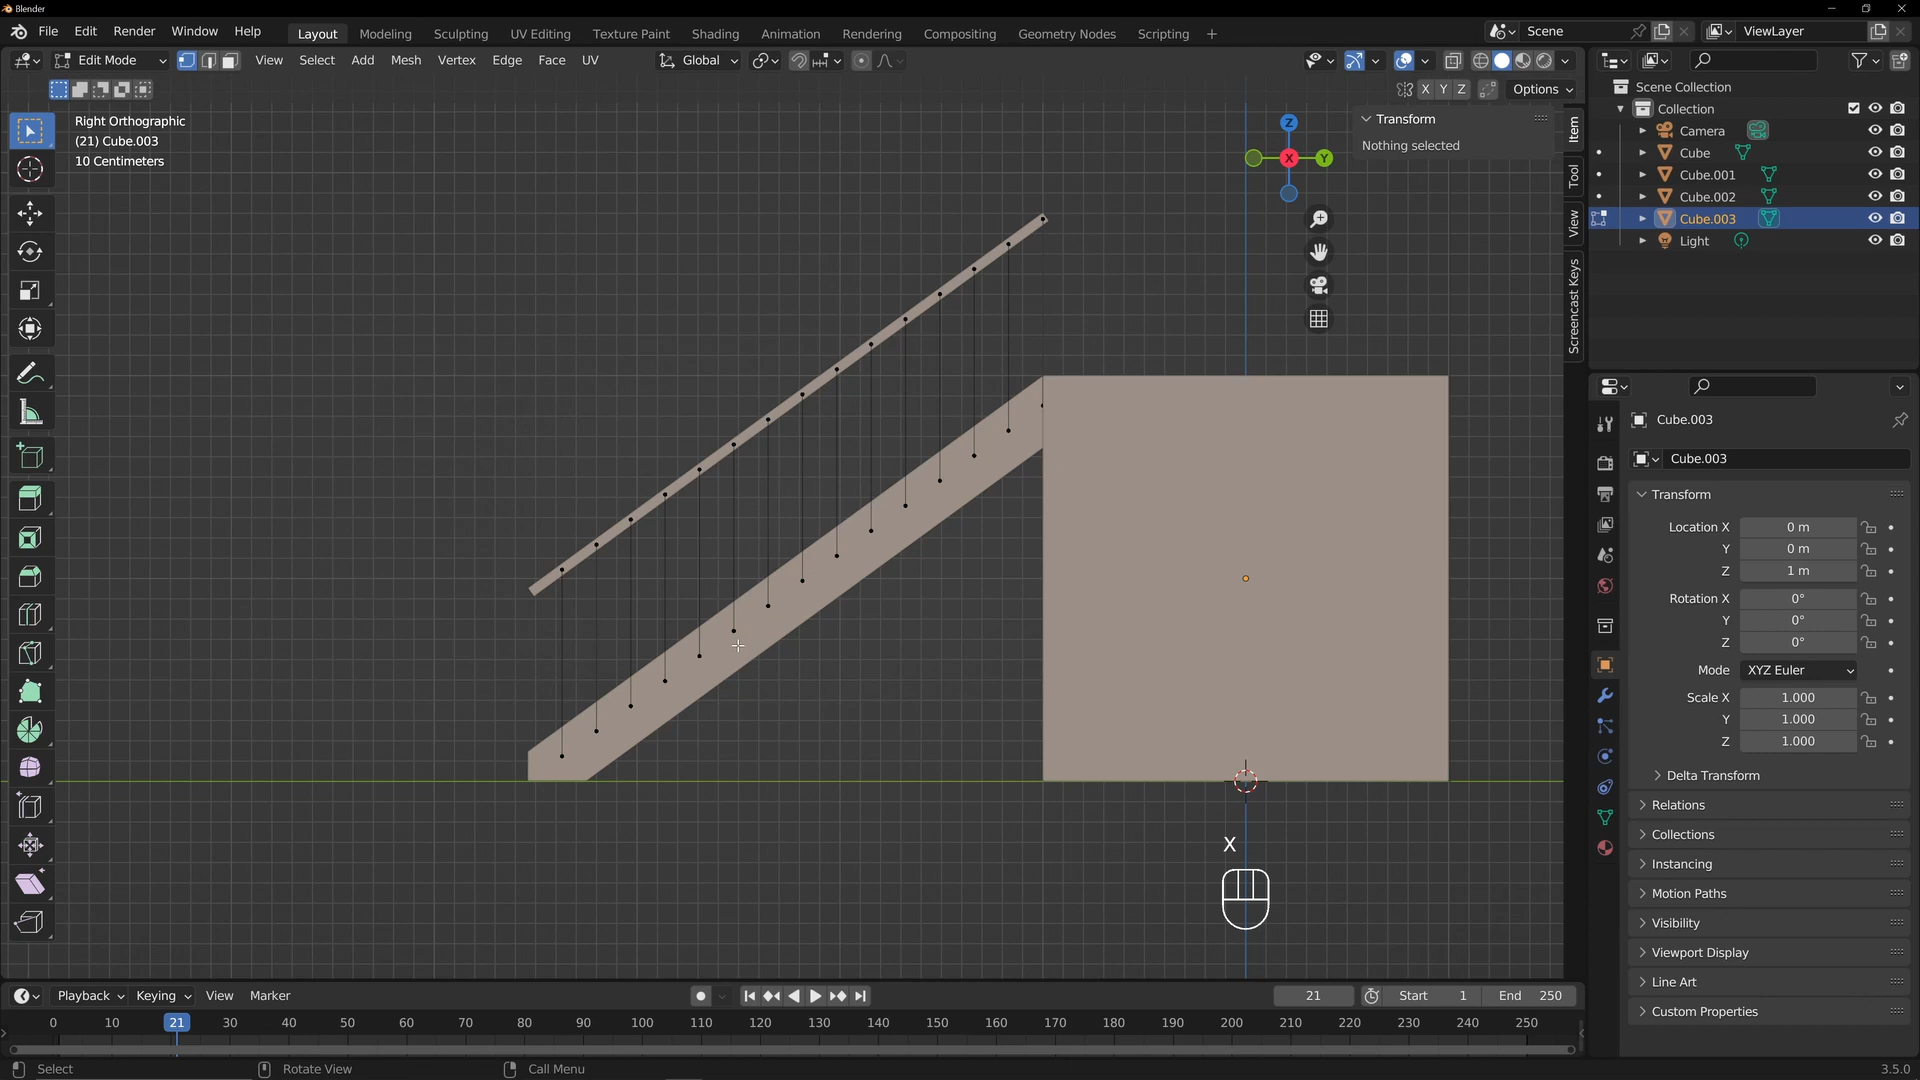 Blender
File Edit Render Window Help
Layout Modeling Sculpting UV Editing Texture Paint Shading Animation Rendering Compositing Geometry Nodes Scripting +
Scene
ViewLayer
Edit Mode View Select Add Mesh Vertex Edge Face UV Global
X Y Z Options
Right Orthographic
(21) Cube.003
10 Centimeters
Z
X
Y
Transform
Nothing selected
Item
Tool
View
Screencast Keys
X
Scene Collection
Collection
Camera
Cube
Cube.001
Cube.002
Cube.003
Light
Cube.003
Cube.003
Transform
Location X 0 m
Y 0 m
Z 1 m
Rotation X 0°
Y 0°
Z 0°
Mode XYZ Euler
Scale X 1.000
Y 1.000
Z 1.000
Delta Transform
Relations
Collections
Instancing
Motion Paths
Visibility
Viewport Display
Line Art
Custom Properties
Playback Keying View Marker
21 Start 1 End 250
0 10 21 30 40 50 60 70 80 90 100 110 120 130 140 150 160 170 180 190 200 210 220 230 240 250
Select Rotate View Call Menu 3.5.0